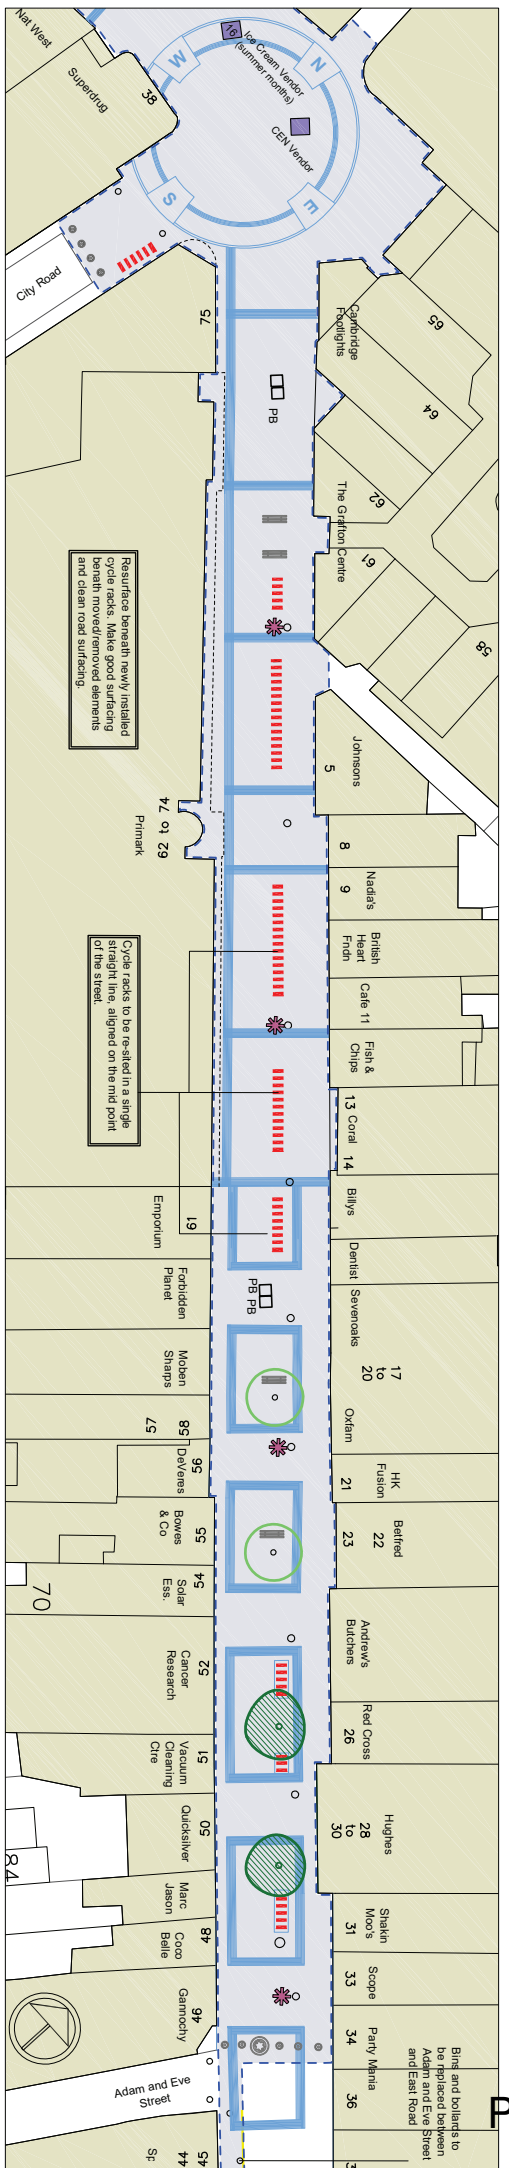 Nat West
Superdrug
38
16
Ice Cream Vendor
(summer months)
CEN Vendor
N
E
S
W
City Road
75
Cambridge
Footlights
65
64
62
61
58
PB
The Grafton Centre
Resurface beneath newly installed
cycle racks. Make good surfacing
benath moved/removed elements
and clean road surfacing.
Johnsons
5
62 to 74
Primark
8
Nadia's
9
British
Heart
Fndn
Cafe 11
Fish &
Chips
Cycle racks to be re-sited in a single
straight line, aligned on the mid point
of the street.
13 Coral 14
Billys
Dentist
61
Emporium
Forbidden
Planet
PB PB
Sevenoaks
17
to
20
Oxfam
Moben
Sharps
58
57
56
DeVeres
HK
Fusion
21
Betfred
22
23
55
Bowes
& Co
54
Solar
Ess.
70
52
Cancer
Research
Andrew's
Butchers
Red Cross
26
51
Vacuum
Cleaning
Ctre
50
Quicksilver
Hughes
28
to
30
84
Marc
Jason
48
Coco
Belle
Shakin
Moo's
31
Scope
33
46
Gannochy
34
Party Mania
36
Bins and bollards to
be replaced between
Adam and Eve Street
and East Road
P
Adam and Eve
Street
45
44
Sp
3